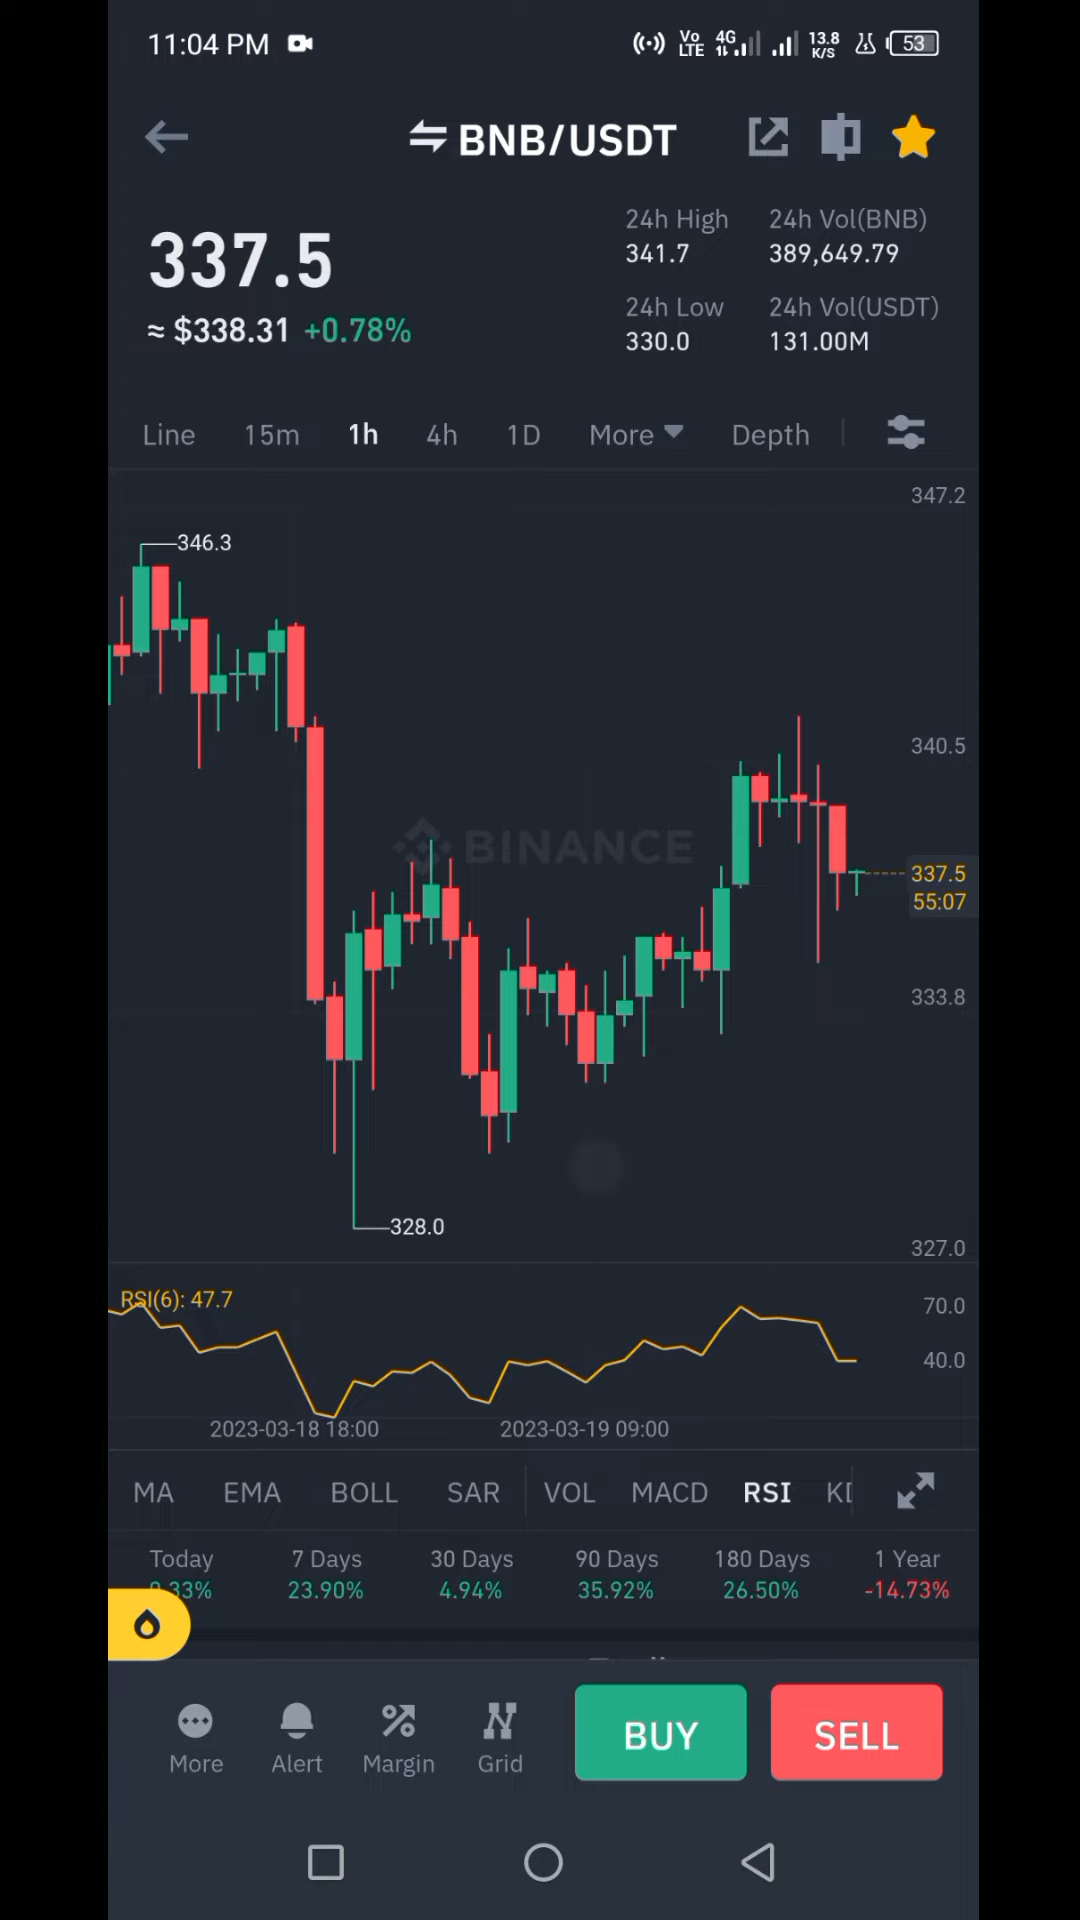 11:04 PM
Vo LTE 4G 13.8 K/S 53
BNB/USDT
337.5
≈ $338.31 +0.78%
24h High 24h Vol(BNB)
341.7 389,649.79
24h Low 24h Vol(USDT)
330.0 131.00M
Line 15m 1h 4h 1D More Depth
347.2
346.3
340.5
BINANCE
337.5
55:07
333.8
328.0
327.0
RSI(6): 47.7
70.0
40.0
2023-03-18 18:00 2023-03-19 09:00
MA EMA BOLL SAR VOL MACD RSI
Today 7 Days 30 Days 90 Days 180 Days 1 Year
.33% 23.90% 4.94% 35.92% 26.50% -14.73%
More Alert Margin Grid BUY SELL